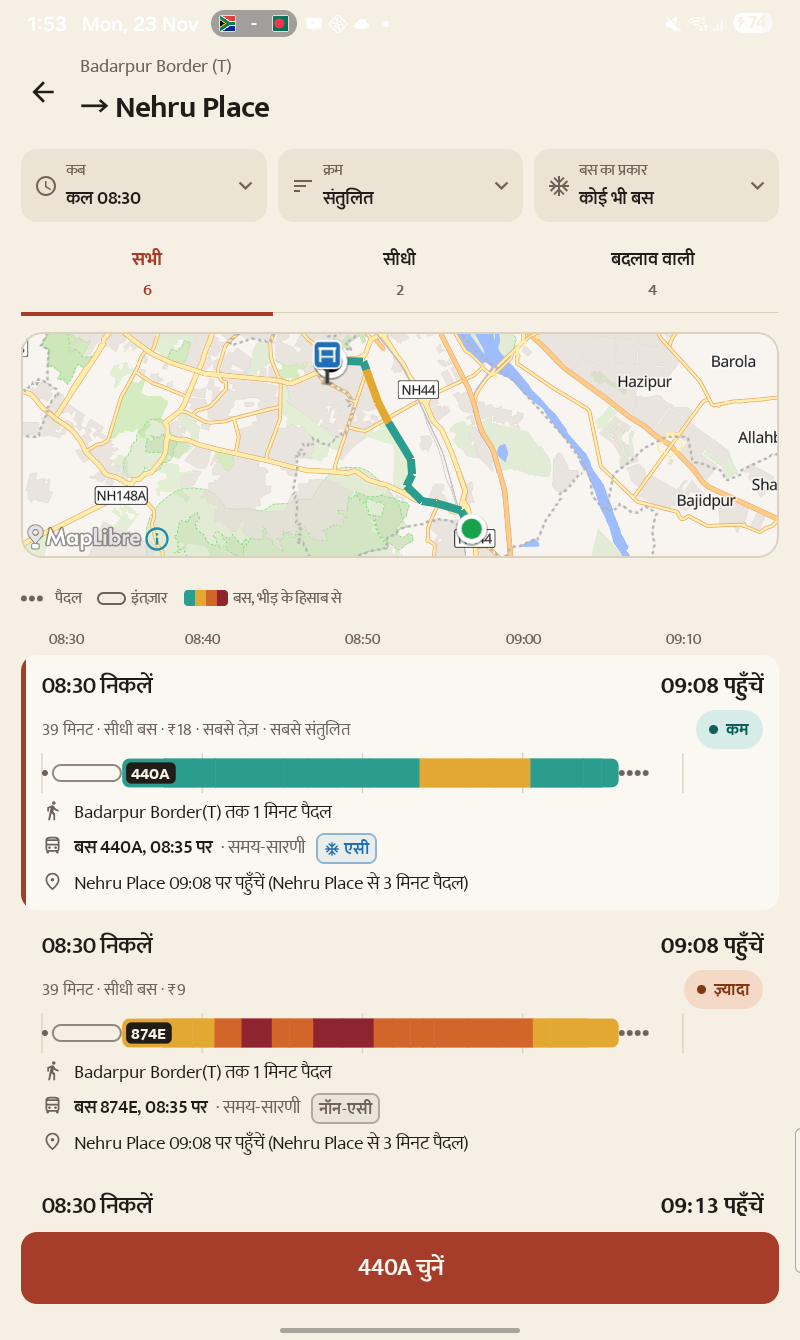 1:53 Mon, 23 Nov - 74
Badarpur Border (T)
→ Nehru Place
कब
कल 08:30
क्रम
संतुलित
बस का प्रकार
कोई भी बस
सभी
6
सीधी
2
बदलाव वाली
4
Barola
Hazipur
NH44
NH148A
Bajidpur
MapLibre
पैदल
इंतज़ार
बस, भीड़ के हिसाब से
08:30 08:40 08:50 09:00 09:10
08:30 निकलें 09:08 पहुँचें
39 मिनट · सीधी बस · ₹18 · सबसे तेज़ · सबसे संतुलित
कम
440A
Badarpur Border(T) तक 1 मिनट पैदल
बस 440A, 08:35 पर · समय-सारणी एसी
Nehru Place 09:08 पर पहुँचें (Nehru Place से 3 मिनट पैदल)
08:30 निकलें 09:08 पहुँचें
39 मिनट · सीधी बस · ₹9
ज़्यादा
874E
Badarpur Border(T) तक 1 मिनट पैदल
बस 874E, 08:35 पर · समय-सारणी नॉन-एसी
Nehru Place 09:08 पर पहुँचें (Nehru Place से 3 मिनट पैदल)
08:30 निकलें 09:13 पहुँचें
440A चुनें